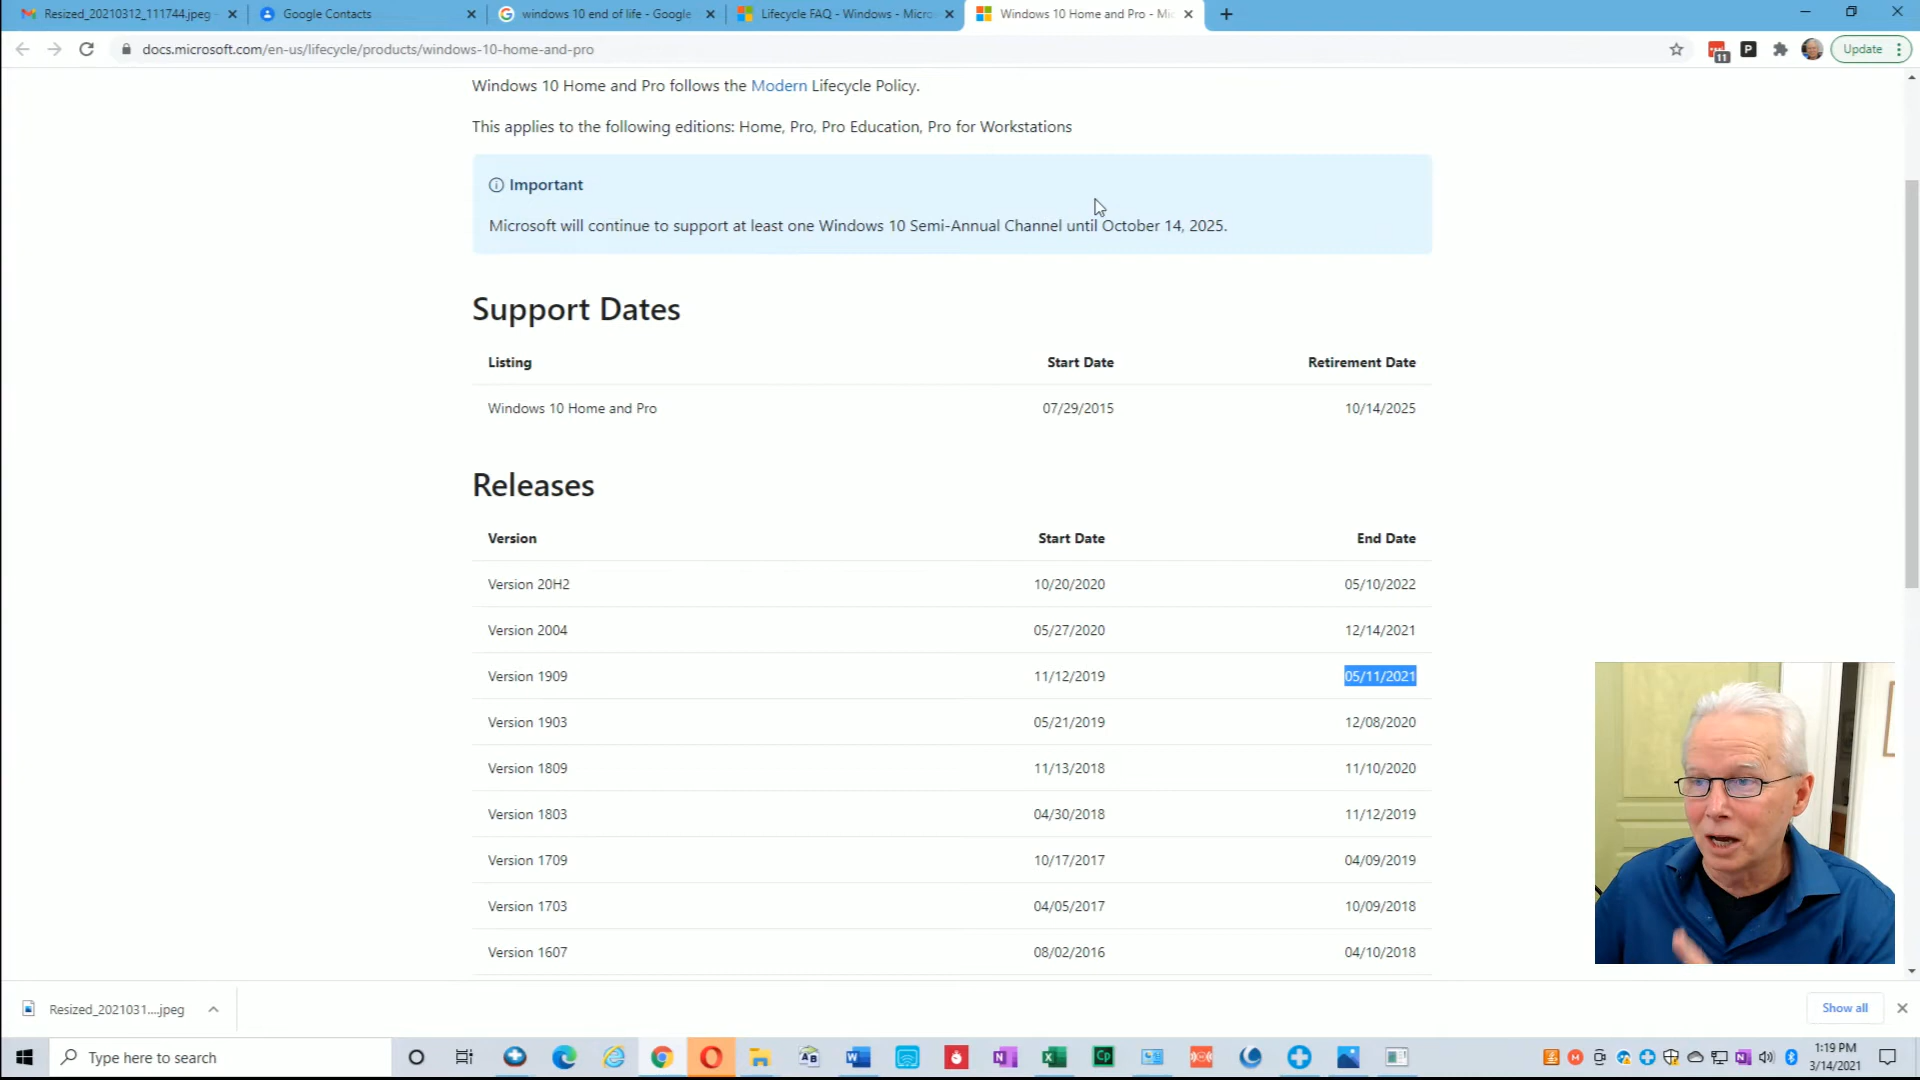 Resized_20210312_111744.jpeg -
Google Contacts
windows 10 end of life - Google
Lifecycle FAQ - Windows - Micro
Windows 10 Home and Pro - Mi
docs.microsoft.com/en-us/lifecycle/products/windows-10-home-and-pro
11
P
Update
Windows 10 Home and Pro follows the Modern Lifecycle Policy.
This applies to the following editions: Home, Pro, Pro Education, Pro for Workstations
Important
Microsoft will continue to support at least one Windows 10 Semi-Annual Channel until October 14, 2025.
Support Dates
Listing Start Date Retirement Date
Windows 10 Home and Pro 07/29/2015 10/14/2025
Releases
Version Start Date End Date
Version 20H2 10/20/2020 05/10/2022
Version 2004 05/27/2020 12/14/2021
Version 1909 11/12/2019 05/11/2021
Version 1903 05/21/2019 12/08/2020
Version 1809 11/13/2018 11/10/2020
Version 1803 04/30/2018 11/12/2019
Version 1709 10/17/2017 04/09/2019
Version 1703 04/05/2017 10/09/2018
Version 1607 08/02/2016 04/10/2018
Resized_2021031....jpeg
Show all
Type here to search
1:19 PM
3/14/2021